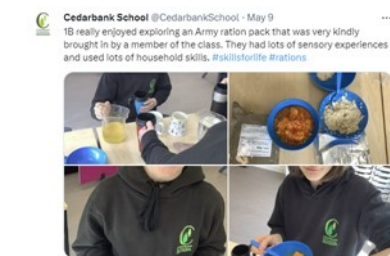 Cedarbank School @CedarbankSchool · May 9
1B really enjoyed exploring an Army ration pack that was very kindly
brought in by a member of the class. They had lots of sensory experiences
and used lots of household skills. #skillsforlife #rations